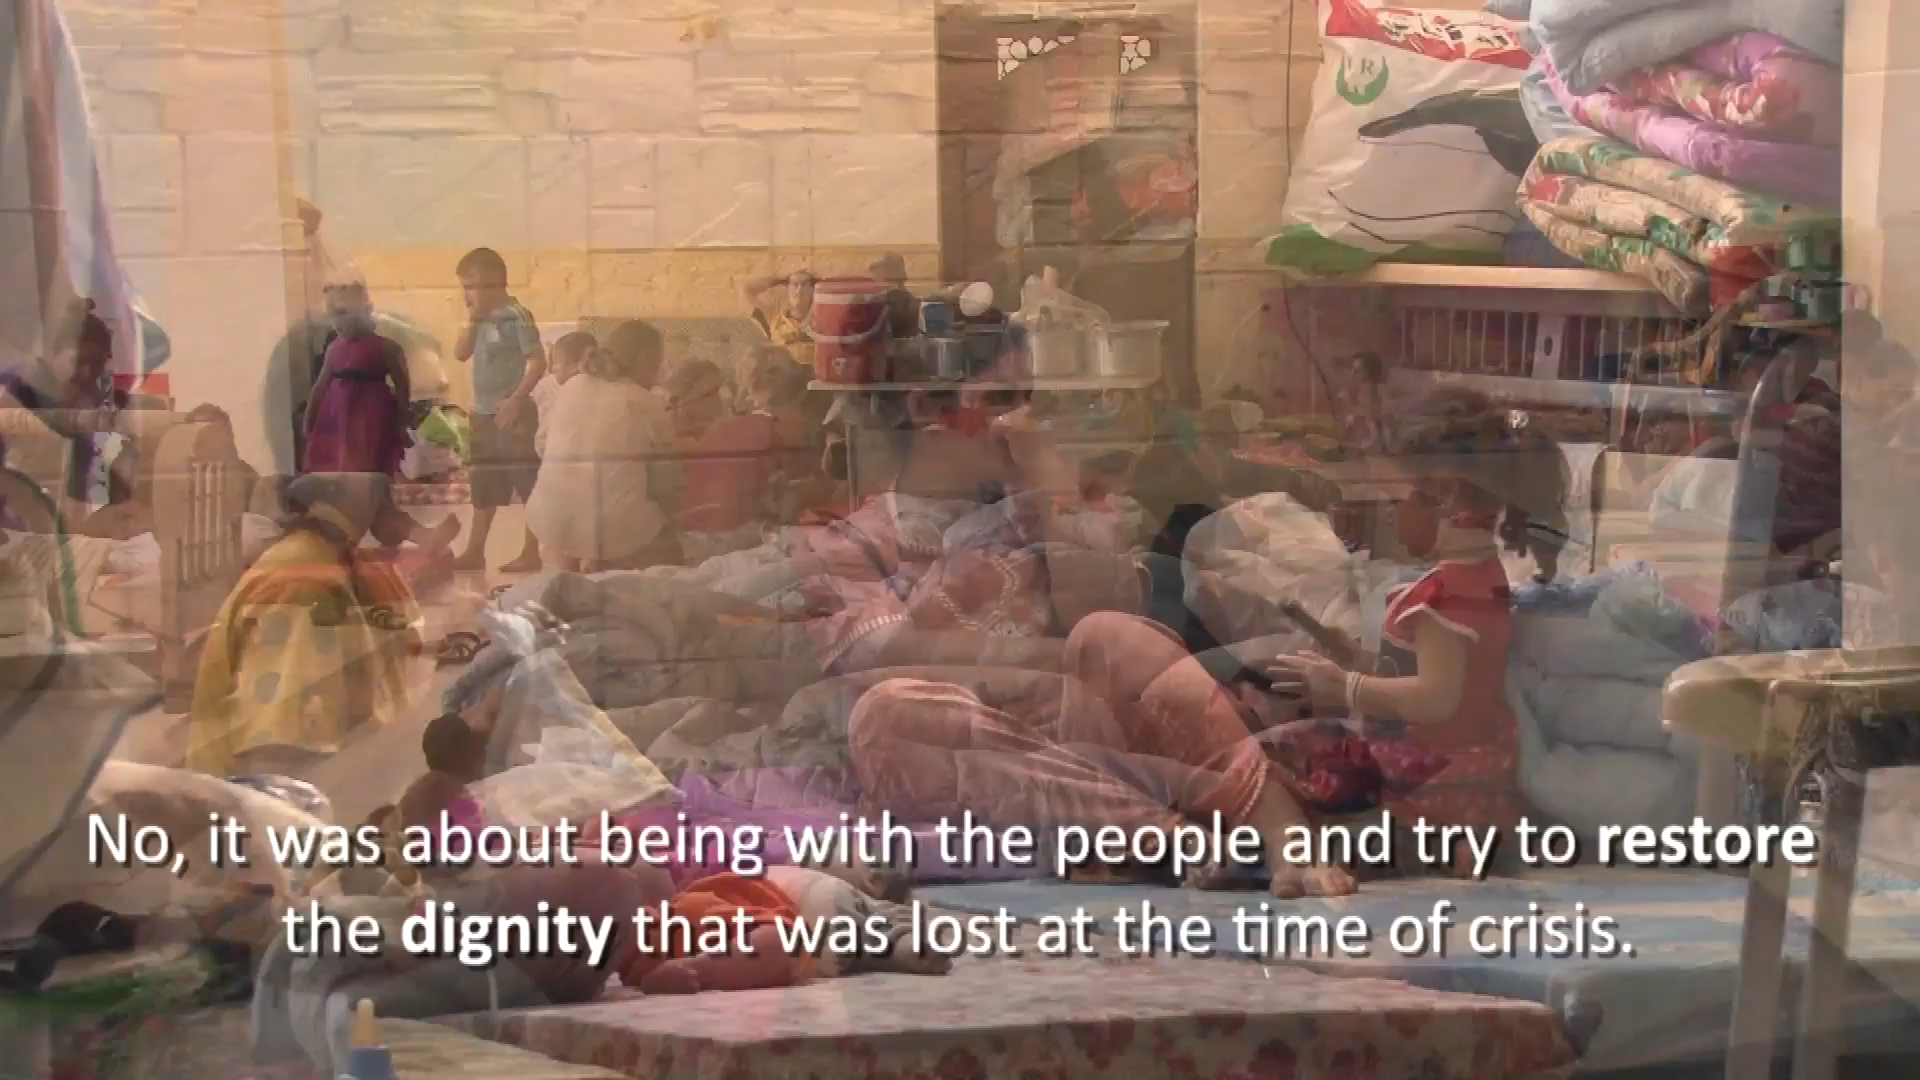 No, it was about being with the people and try to restore
the dignity that was lost at the time of crisis.